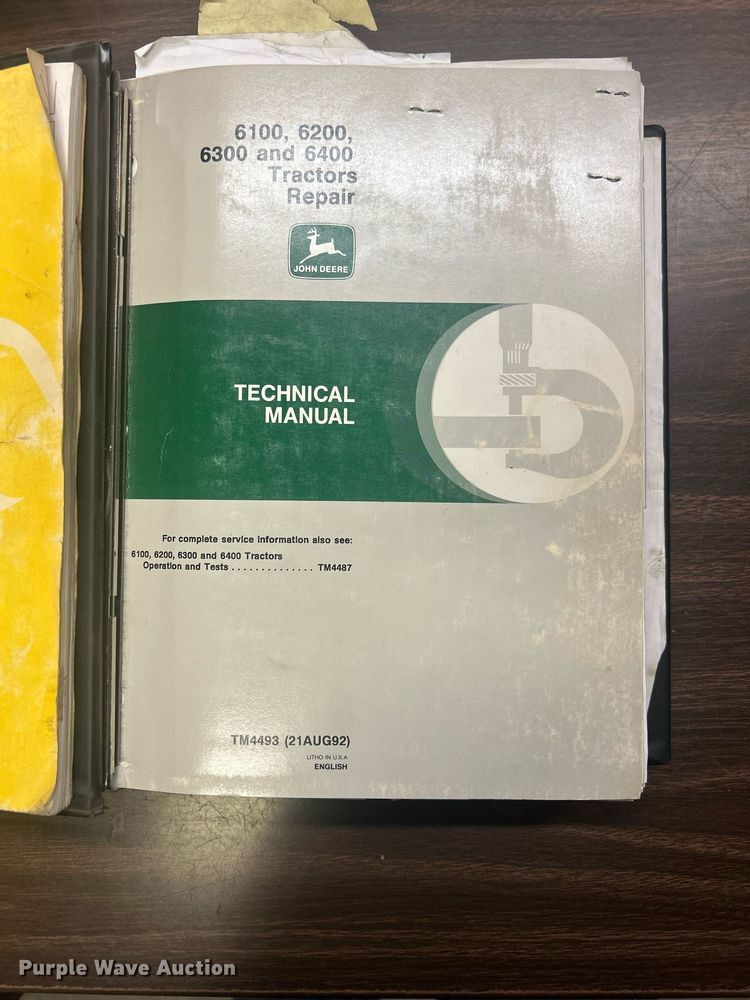 6100, 6200,
6300 and 6400
Tractors
Repair
JOHN DEERE
TECHNICAL
MANUAL
For complete service information also see:
6100, 6200, 6300 and 6400 Tractors
Operation and Tests . . . . . . . . . . . . . . TM4487
TM4493 (21AUG92)
LITHO IN U.S.A
ENGLISH
Purple Wave Auction